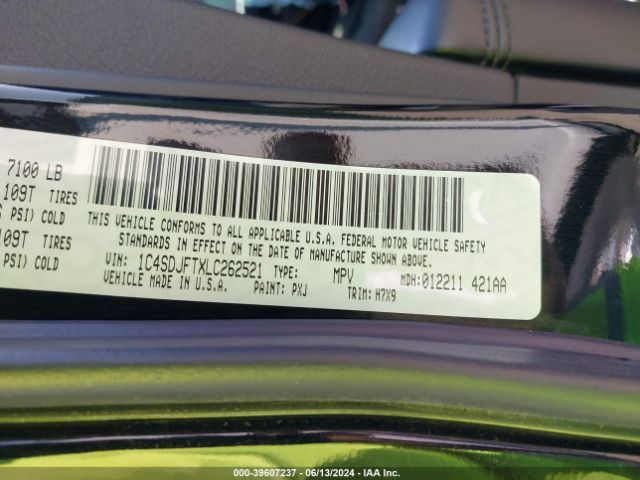 7100 LB
109T TIRES
PSI) COLD
109T TIRES
PSI) COLD
THIS VEHICLE CONFORMS TO ALL APPLICABLE U.S.A. FEDERAL MOTOR VEHICLE SAFETY
STANDARDS IN EFFECT ON THE DATE OF MANUFACTURE SHOWN ABOVE.
VIN: 1C4SDJFTXLC262521 TYPE: MPV MDH:012211 421AA
VEHICLE MADE IN U.S.A. PAINT: PXJ TRIM: H7X9
000-39607237 - 06/13/2024 - IAA Inc.